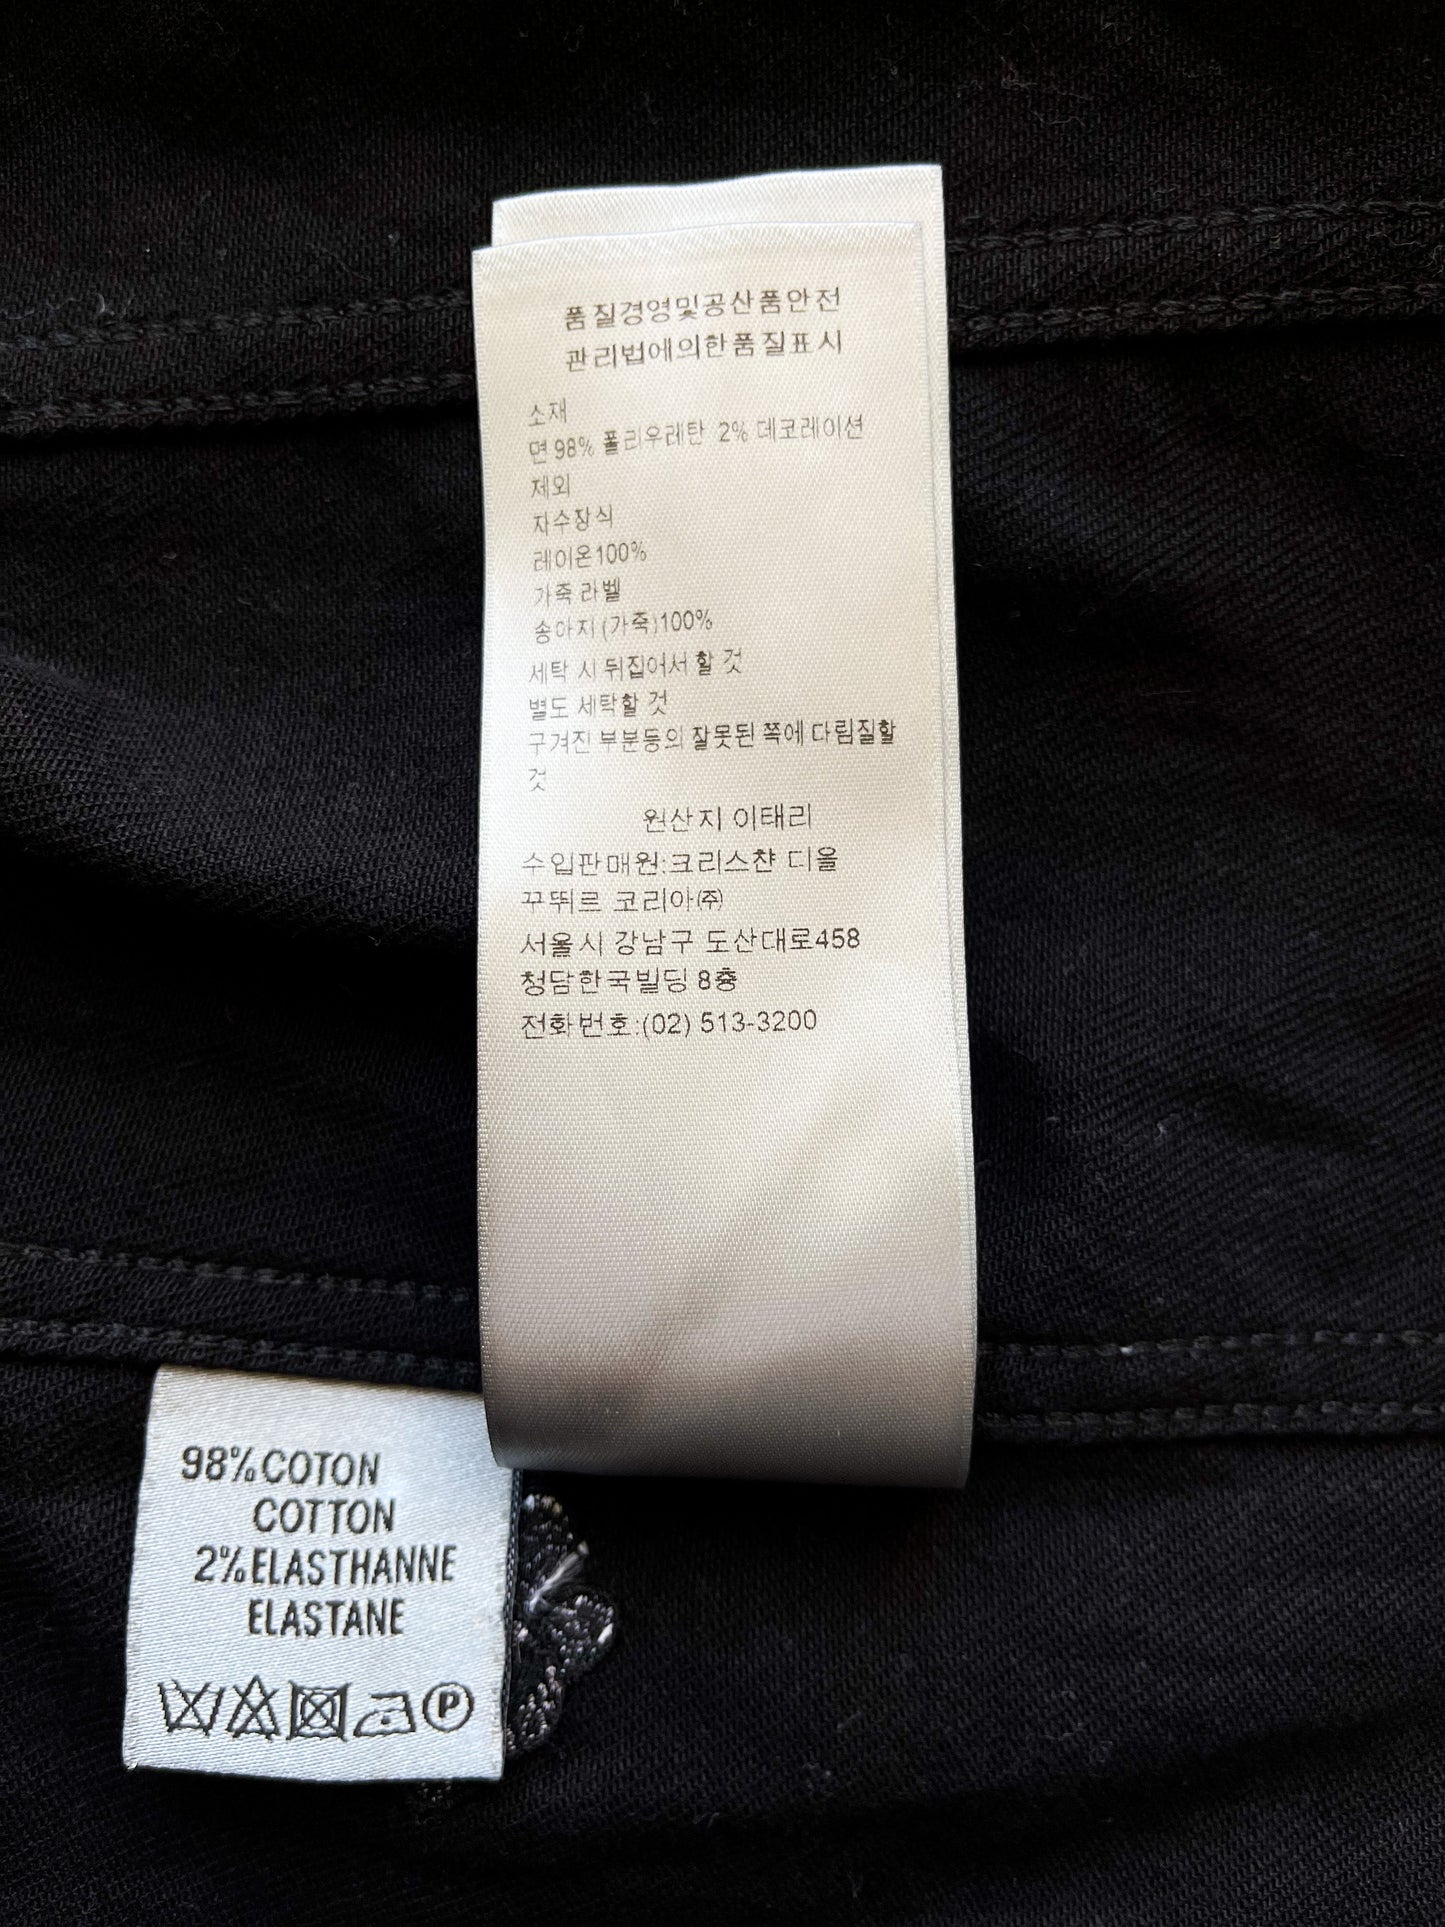 품질경영및공산품안전
관리법에의한품질표시
소재
면 98% 폴리우레탄 2% 데코레이션
제외
자수장식
레이온100%
가죽 라벨
송아지 (가죽)100%
세탁 시 뒤집어서 할 것
별도 세탁할 것
구겨진 부분등의 잘못된 쪽에 다림질할
것
원산지 이태리
수입판매원:크리스챤 디올
꾸뛰르 코리아㈜
서울시 강남구 도산대로458
청담한국빌딩 8층
전화번호:(02) 513-3200
98%COTON
COTTON
2%ELASTHANNE
ELASTANE
P